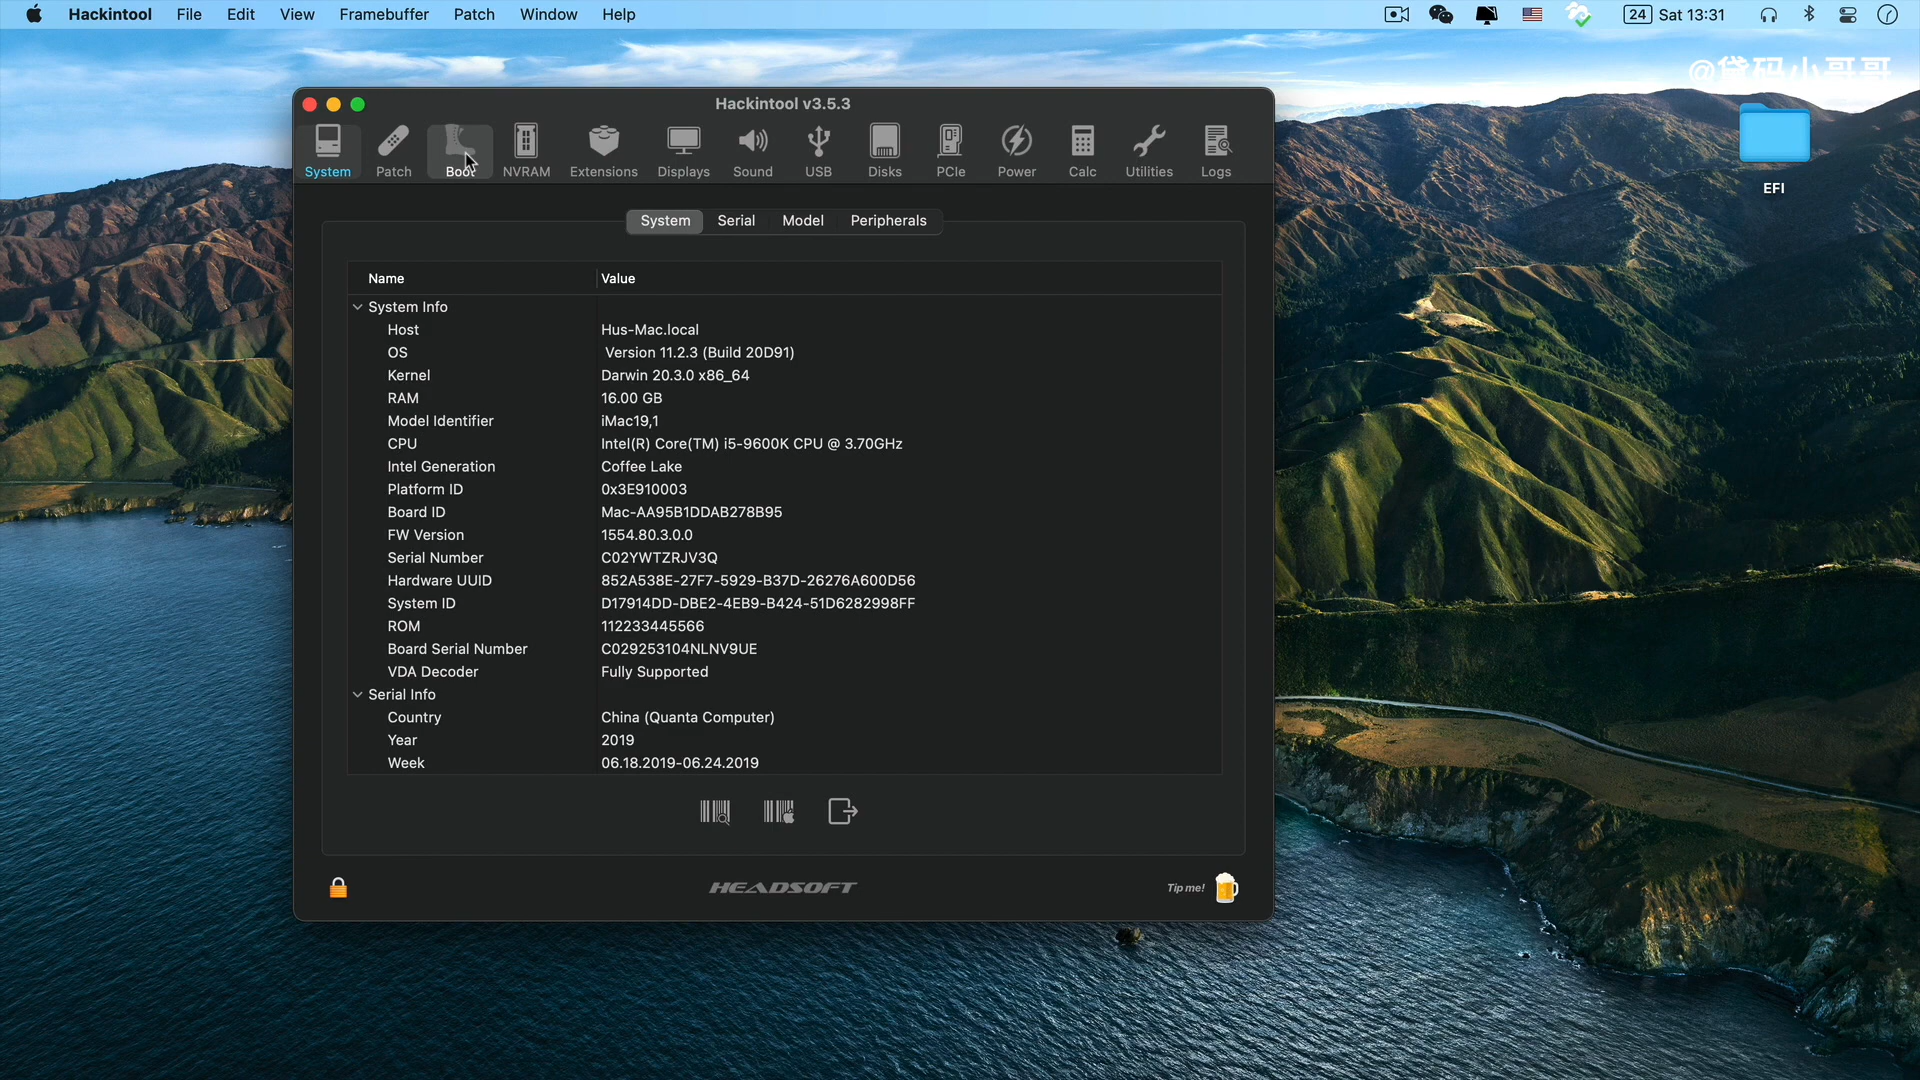 Hackintool File Edit View Framebuffer Patch Window Help
24 Sat 13:31
@贷码小哥哥
EFI
Hackintool v3.5.3
System Patch Boot NVRAM Extensions Displays Sound USB Disks PCIe Power Calc Utilities Logs
System Serial Model Peripherals
Name Value
System Info
Host Hus-Mac.local
OS Version 11.2.3 (Build 20D91)
Kernel Darwin 20.3.0 x86_64
RAM 16.00 GB
Model Identifier iMac19,1
CPU Intel(R) Core(TM) i5-9600K CPU @ 3.70GHz
Intel Generation Coffee Lake
Platform ID 0x3E910003
Board ID Mac-AA95B1DDAB278B95
FW Version 1554.80.3.0.0
Serial Number C02YWTZRJV3Q
Hardware UUID 852A538E-27F7-5929-B37D-26276A600D56
System ID D17914DD-DBE2-4EB9-B424-51D6282998FF
ROM 112233445566
Board Serial Number C029253104NLNV9UE
VDA Decoder Fully Supported
Serial Info
Country China (Quanta Computer)
Year 2019
Week 06.18.2019-06.24.2019
HEADSOFT
Tip me!